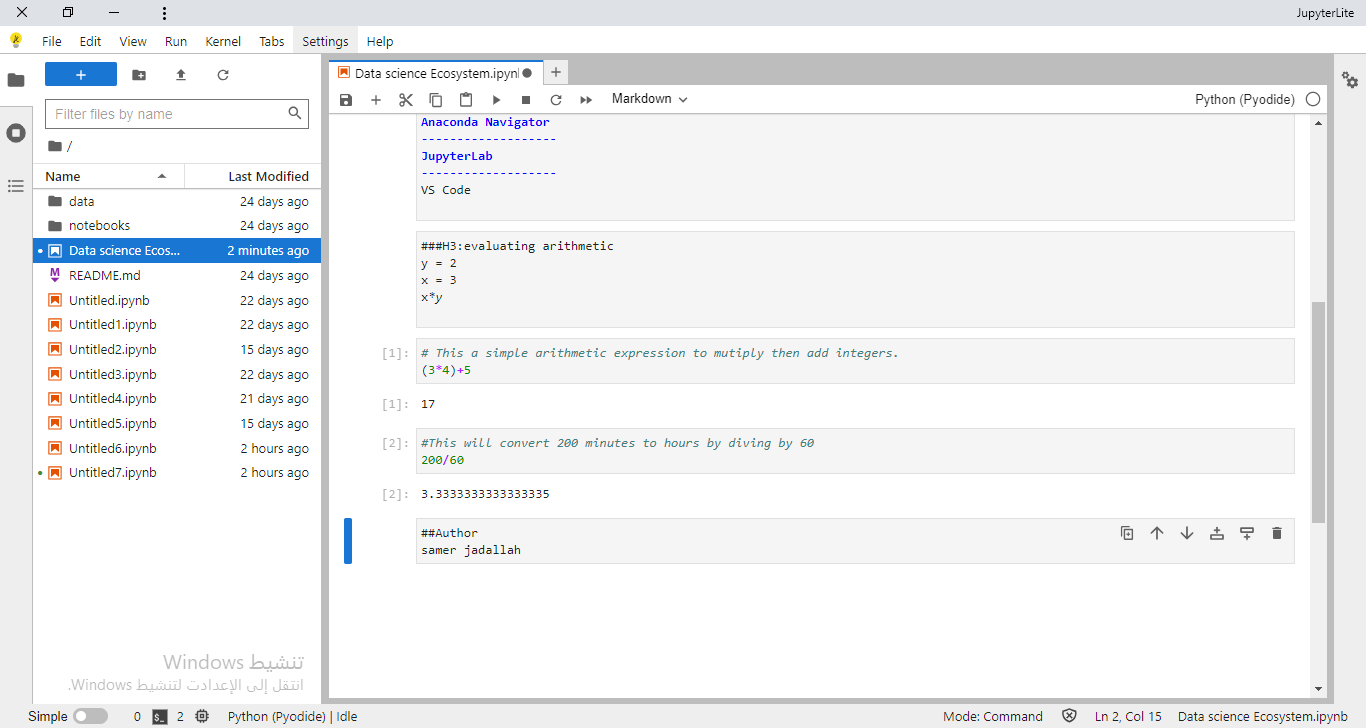 JupyterLite
File Edit View Run Kernel Tabs Settings Help
+
Filter files by name
/
Name Last Modified
data 24 days ago
notebooks 24 days ago
Data science Ecos... 2 minutes ago
README.md 24 days ago
Untitled.ipynb 22 days ago
Untitled1.ipynb 22 days ago
Untitled2.ipynb 15 days ago
Untitled3.ipynb 22 days ago
Untitled4.ipynb 21 days ago
Untitled5.ipynb 15 days ago
Untitled6.ipynb 2 hours ago
Untitled7.ipynb 2 hours ago
تنشيط Windows
انتقل إلى الإعدادت لتنشيط Windows.
Data science Ecosystem.ipynb
Markdown Python (Pyodide)
Anaconda Navigator
-------------------
JupyterLab
-------------------
VS Code
###H3:evaluating arithmetic
y = 2
x = 3
x*y
[1]: # This a simple arithmetic expression to mutiply then add integers.
(3*4)+5
[1]: 17
[2]: #This will convert 200 minutes to hours by diving by 60
200/60
[2]: 3.3333333333333335
##Author
samer jadallah
Simple 0 $_ 2 Python (Pyodide) | Idle Mode: Command Ln 2, Col 15 Data science Ecosystem.ipynb